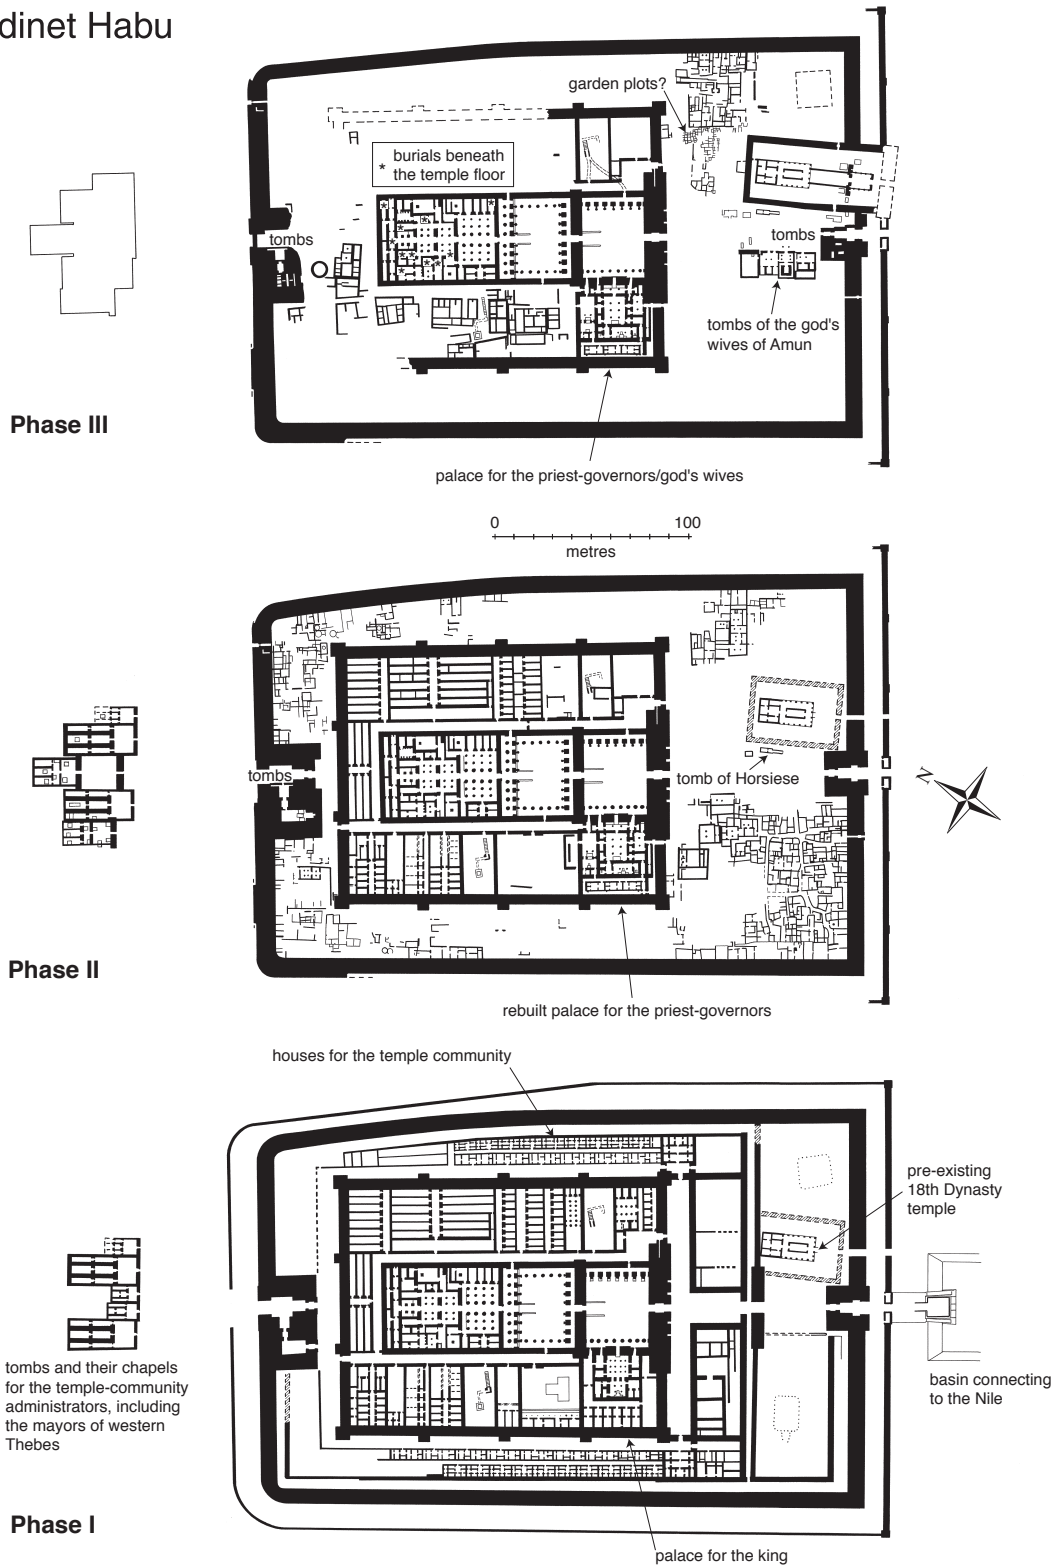 dinet Habu
garden plots?
* burials beneath
the temple floor
tombs
tombs
tombs of the god's
wives of Amun
Phase III
palace for the priest-governors/god's wives
0 100
metres
tombs
tomb of Horsiese
N
Phase II
rebuilt palace for the priest-governors
houses for the temple community
pre-existing
18th Dynasty
temple
tombs and their chapels
for the temple-community
administrators, including
the mayors of western
Thebes
basin connecting
to the Nile
Phase I
palace for the king